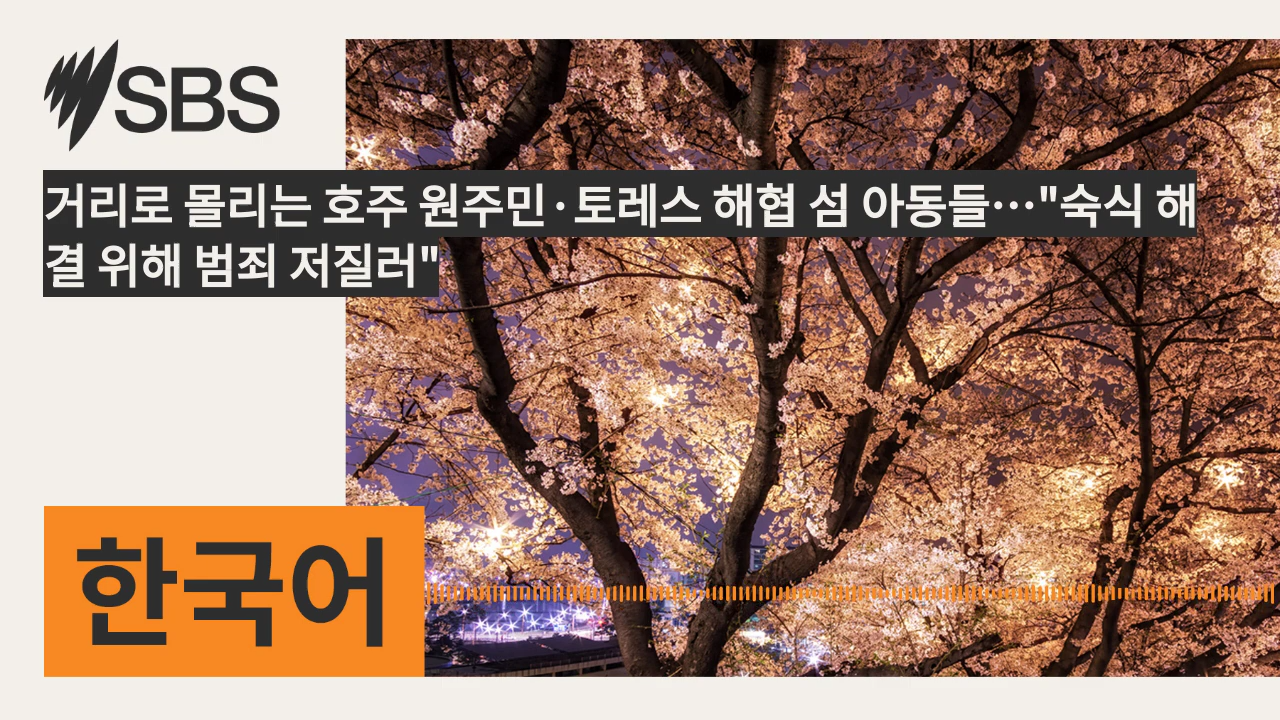 SBS
거리로 몰리는 호주 원주민·토레스 해협 섬 아동들…"숙식 해
결 위해 범죄 저질러"
한국어